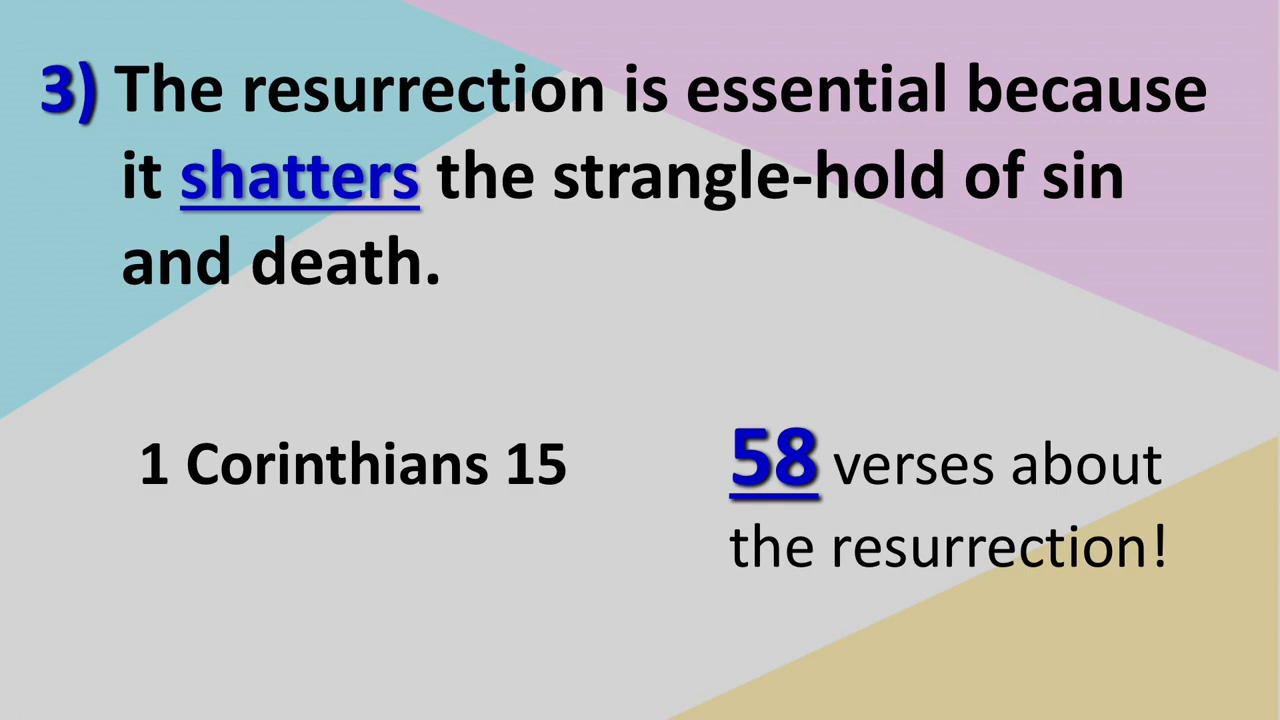 3) The resurrection is essential because
it shatters the strangle-hold of sin
and death.
1 Corinthians 15
58 verses about
the resurrection!